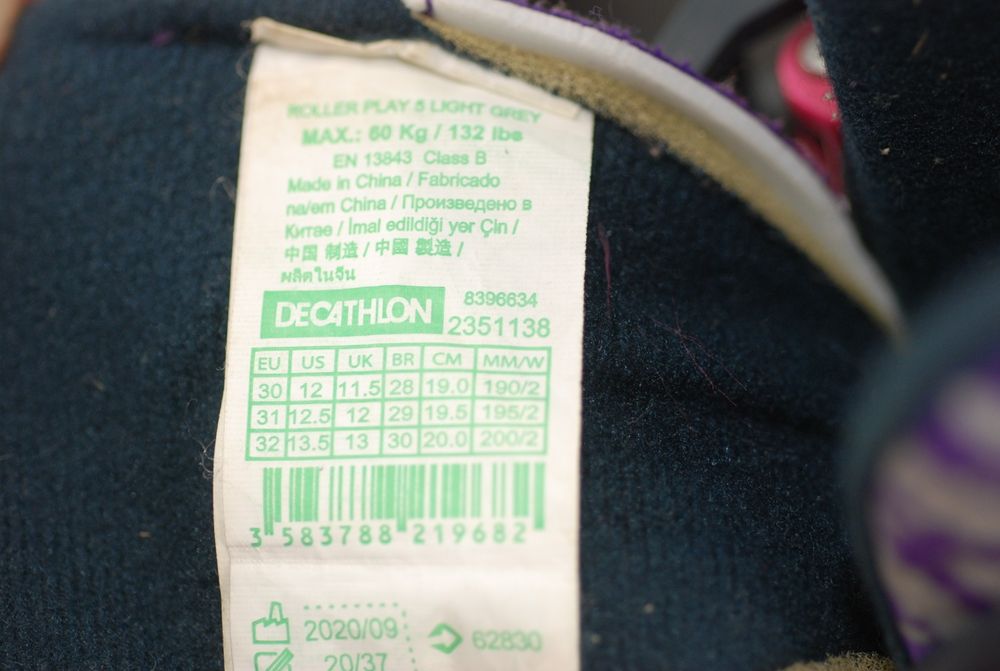 ROLLER PLAY 5 LIGHT GREY
MAX.: 60 Kg / 132 lbs
EN 13843 Class B
Made in China / Fabricado
na/em China / Произведено в
Китае / İmal edildiği yer Çin /
中国 制造 / 中國 製造 /
ผลิตในจีน
DECATHLON 8396634
2351138
EU US UK BR CM MM/W
30 12 11.5 28 19.0 190/2
31 12.5 12 29 19.5 195/2
32 13.5 13 30 20.0 200/2
3 583788 219682
2020/09 62830
20/37